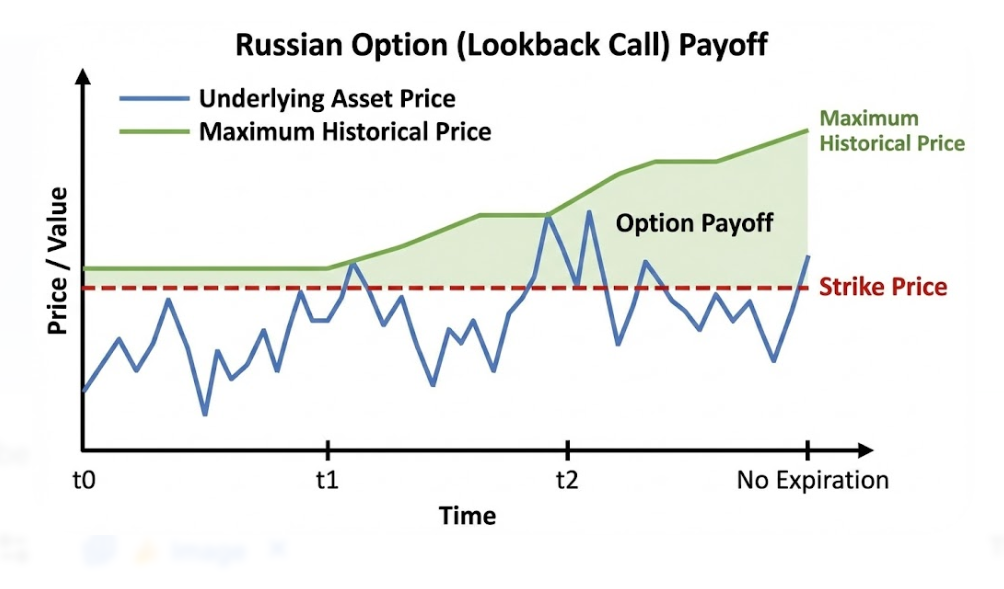 Russian Option (Lookback Call) Payoff
Underlying Asset Price
Maximum Historical Price
Maximum
Historical Price
Option Payoff
Strike Price
Price / Value
t0
t1
t2
No Expiration
Time
Image